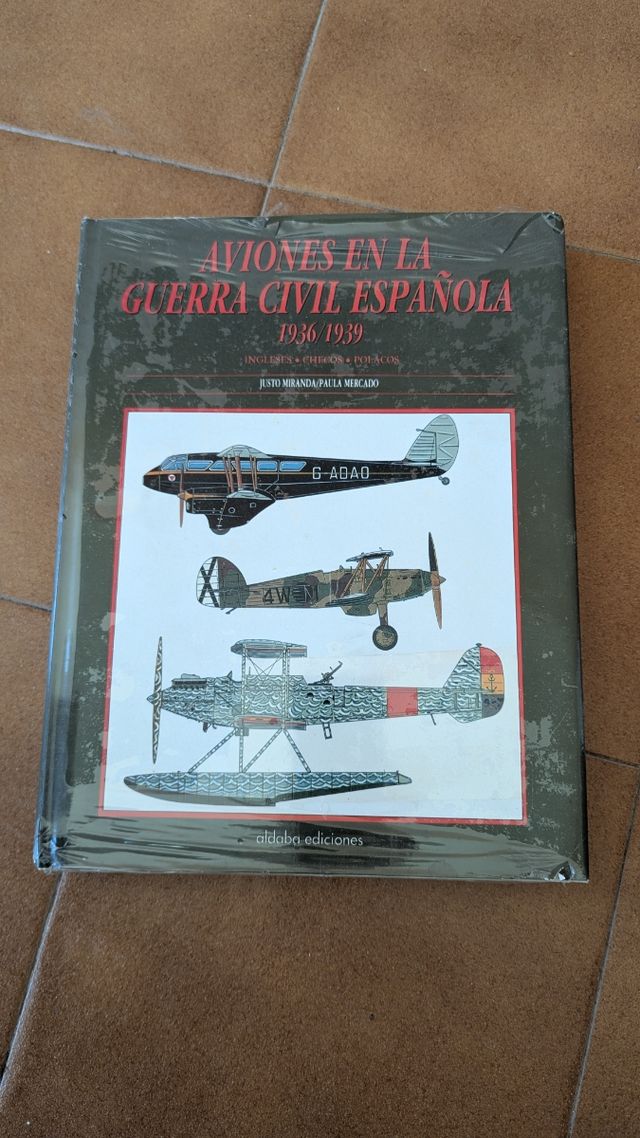 AVIONES EN LA
GUERRA CIVIL ESPAÑOLA
1936/1939
INGLESES • CHECOS • POLACOS
JUSTO MIRANDA/PAULA MERCADO
G-ADAO
4W-N
aldaba ediciones